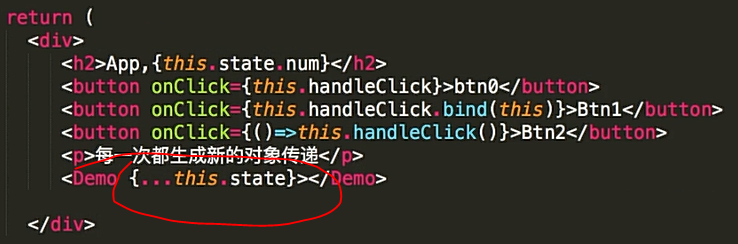 return (
<div>
<h2>App,{this.state.num}</h2>
<button onClick={this.handleClick}>btn0</button>
<button onClick={this.handleClick.bind(this)}>Btn1</button>
<button onClick={()=>this.handleClick()}>Btn2</button>
<p>每一次都生成新的对象传递</p>
<Demo {...this.state}></Demo>
</div>